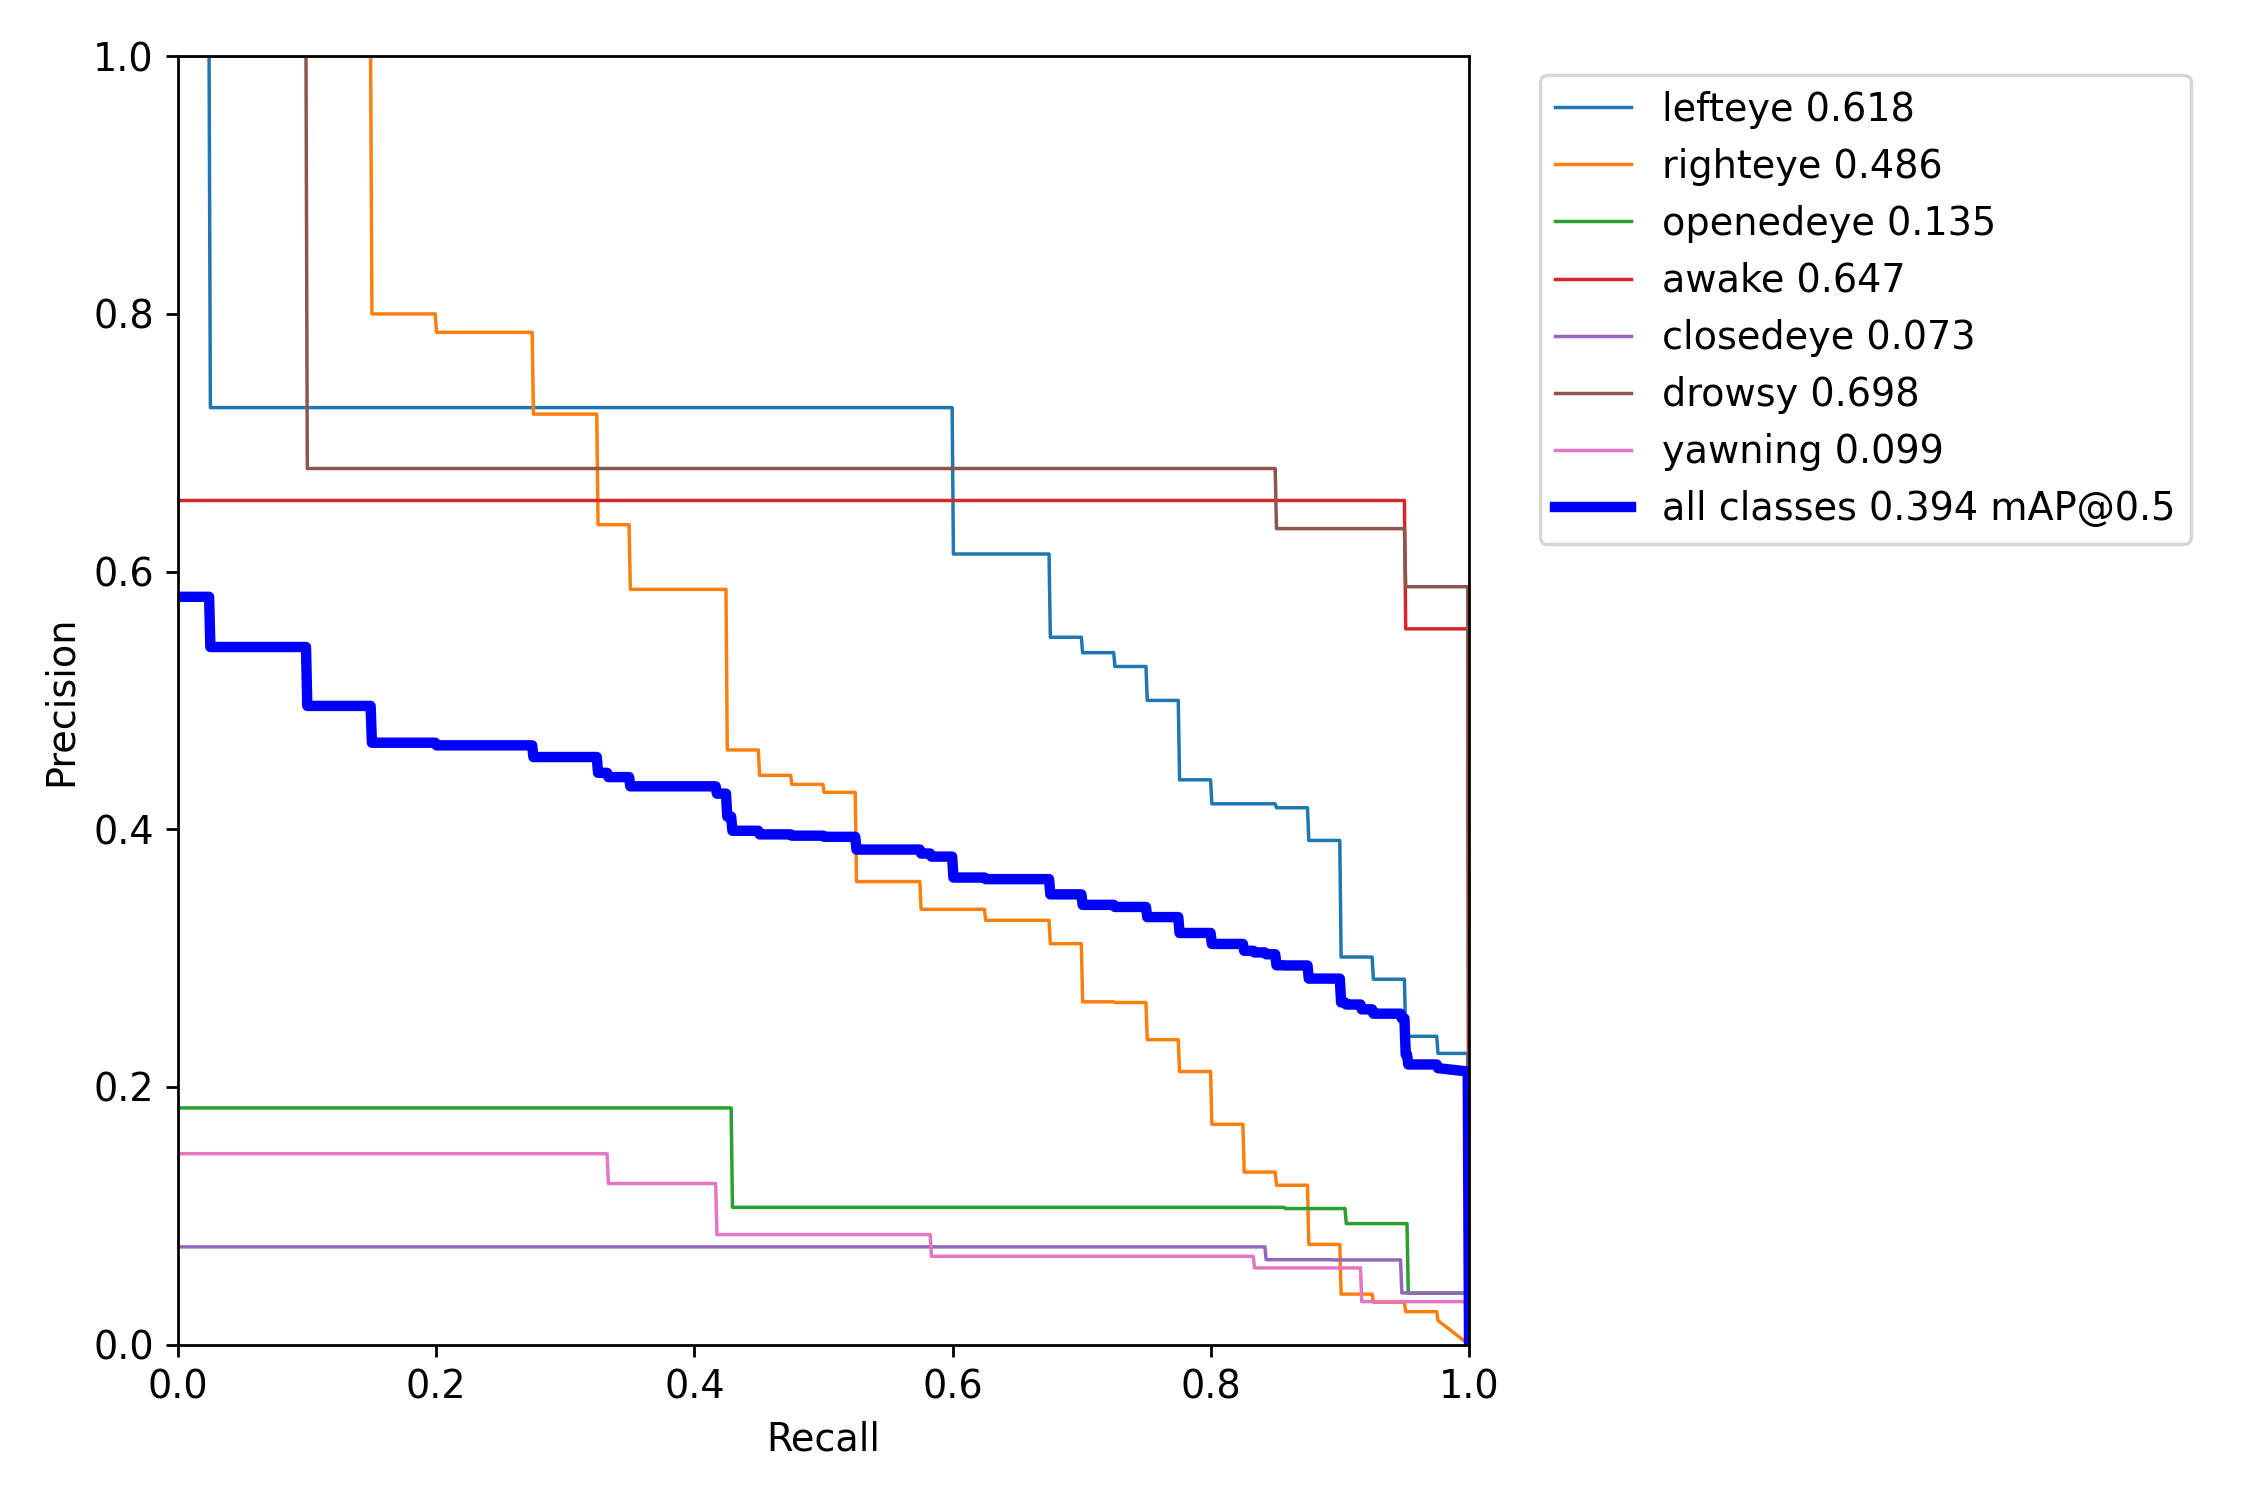 1.0
0.8
0.6
0.4
0.2
0.0
0.0 0.2 0.4 0.6 0.8 1.0
Precision
Recall
lefteye 0.618
righteye 0.486
openedeye 0.135
awake 0.647
closedeye 0.073
drowsy 0.698
yawning 0.099
all classes 0.394 mAP@0.5